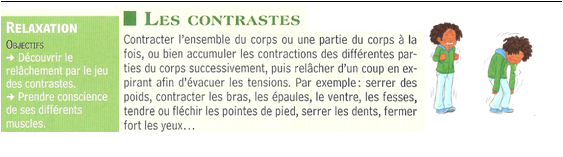 RELAXATION
OBJECTIFS
→ Découvrir le
relâchement par le jeu
des contrastes.
→ Prendre conscience
de ses différents
muscles.
LES CONTRASTES
Contracter l'ensemble du corps ou une partie du corps à la
fois, ou bien accumuler les contractions des différentes par-
ties du corps successivement, puis relâcher d'un coup en ex-
pirant afin d'évacuer les tensions. Par exemple : serrer des
poids, contracter les bras, les épaules, le ventre, les fesses,
tendre ou fléchir les pointes de pied, serrer les dents, fermer
fort les yeux...